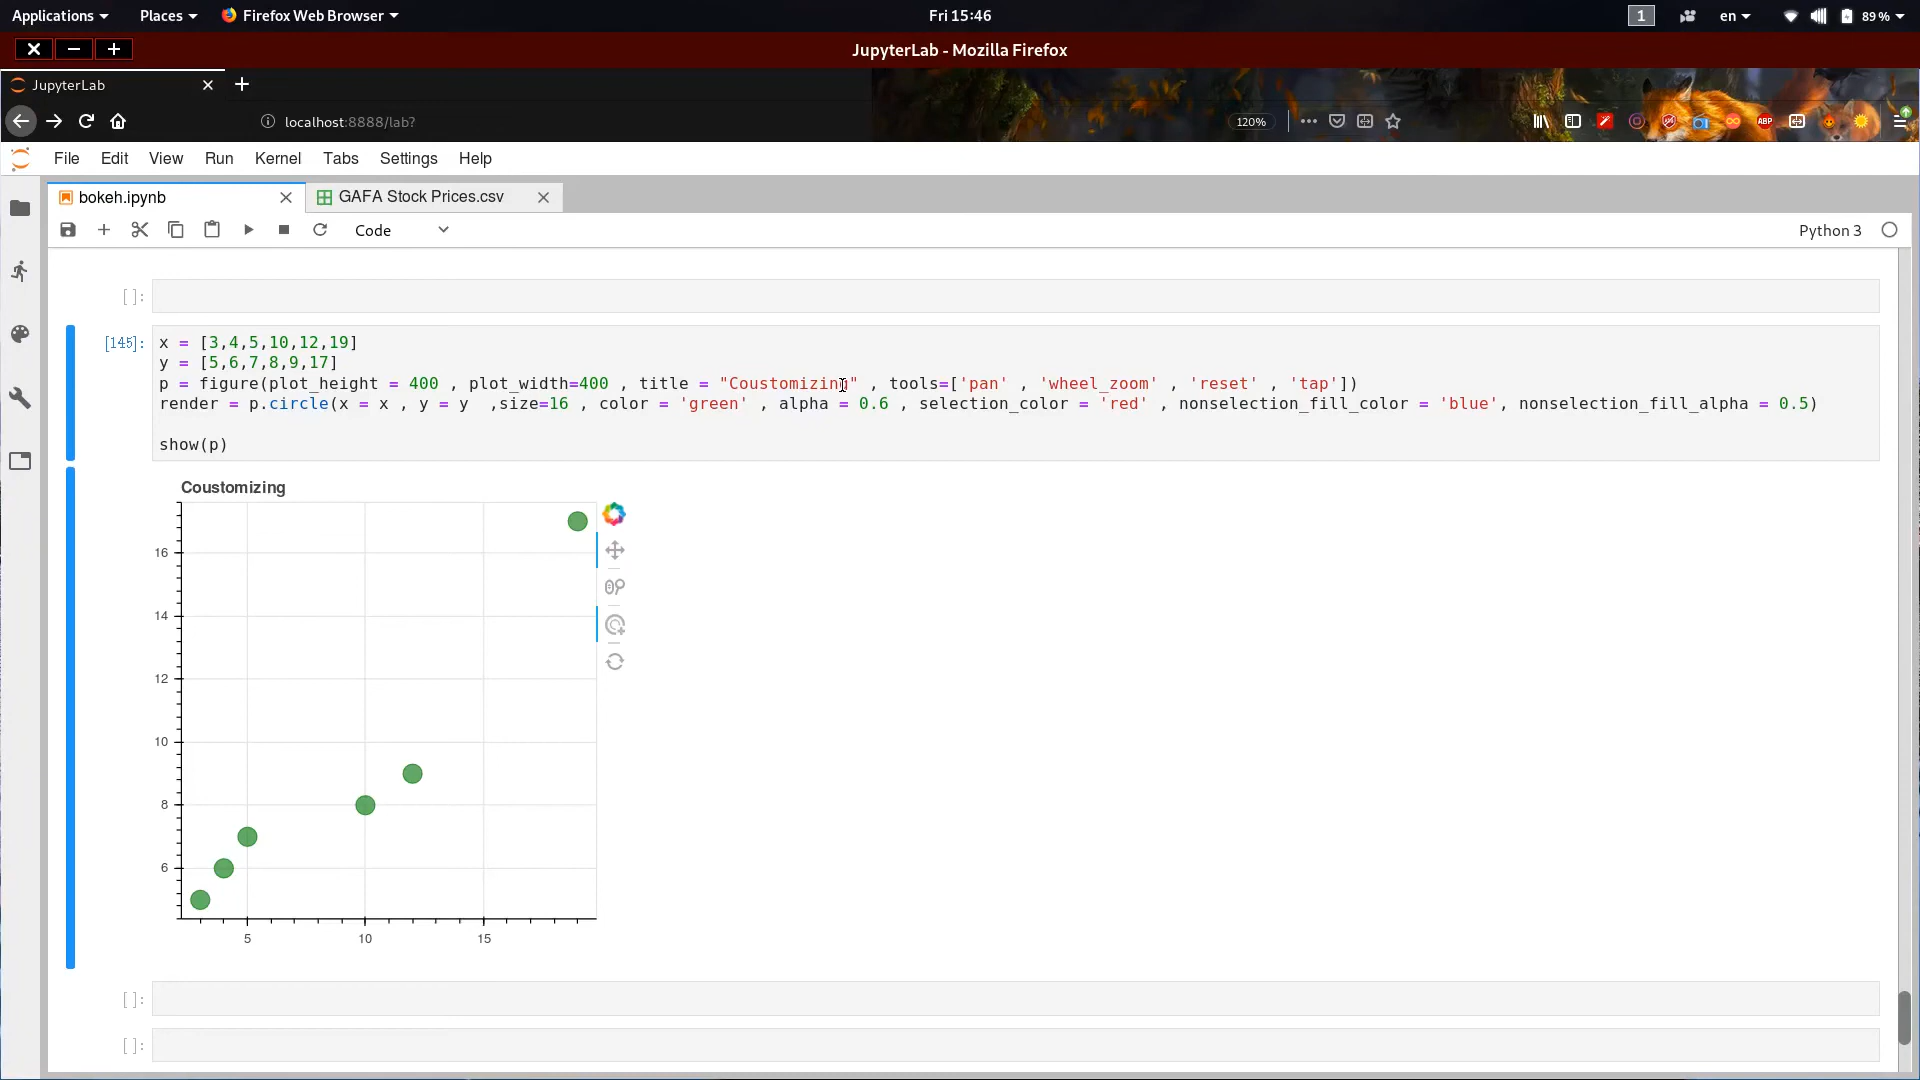 Applications Places Firefox Web Browser Fri 15:46 1 en 89 %
JupyterLab - Mozilla Firefox
JupyterLab
localhost:8888/lab? 120% ABP
File Edit View Run Kernel Tabs Settings Help
bokeh.ipynb GAFA Stock Prices.csv
Code Python 3
[ ]:
[145]: x = [3,4,5,10,12,19]
y = [5,6,7,8,9,17]
p = figure(plot_height = 400 , plot_width=400 , title = "Coustomizing" , tools=['pan' , 'wheel_zoom' , 'reset' , 'tap'])
render = p.circle(x = x , y = y  ,size=16 , color = 'green' , alpha = 0.6 , selection_color = 'red' , nonselection_fill_color = 'blue', nonselection_fill_alpha = 0.5)
show(p)
Coustomizing
16
14
12
10
8
6
5 10 15
[ ]:
[ ]: